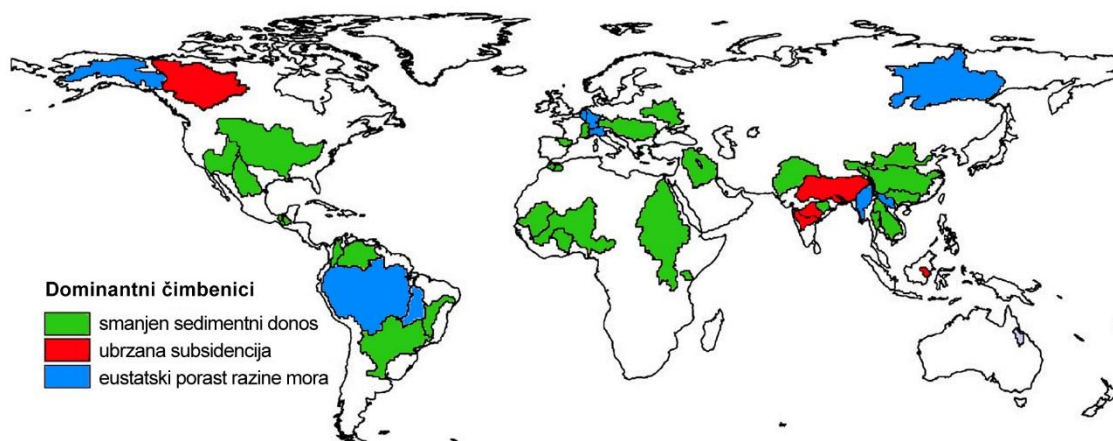 Dominantni čimbenici
smanjen sedimentni donos
ubrzana subsidencija
eustatski porast razine mora